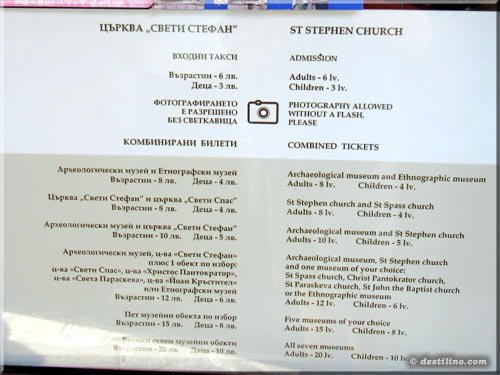 ЦЪРКВА „СВЕТИ СТЕФАН"
ВХОДНИ ТАКСИ
Възрастни - 6 лв.
Деца - 3 лв.
ФОТОГРАФИРАНЕТО
Е РАЗРЕШЕНО
БЕЗ СВЕТКАВИЦА
КОМБИНИРАНИ БИЛЕТИ
Археологически музей и Етнографски музей
Възрастни - 8 лв. Деца - 4 лв.
Църква „Свети Стефан" и църква „Свети Спас"
Възрастни - 8 лв. Деца - 4 лв.
Археологически музей и църква „Свети Стефан"
Възрастни - 10 лв. Деца - 5 лв.
Археологически музей, ц-ва „Свети Стефан"
плюс 1 обект по избор:
ц-ва „Свети Спас», ц-ва „Христос Пантократор",
ц-ва «Света Параскева», ц-ва «Йоан Кръстител»
или Етнографски музей
Възрастни - 12 лв. Деца - 6 лв.
Пет музейни обекта по избор
Възрастни - 15 лв. Деца - 8 лв.
Всички седем музейни обекти
Възрастни - 20 лв. Деца - 10 лв.
ST STEPHEN CHURCH
ADMISSION
Adults - 6 lv.
Children - 3 lv.
PHOTOGRAPHY ALLOWED
WITHOUT A FLASH,
PLEASE
COMBINED TICKETS
Archaeological museum and Ethnographic museum
Adults - 8 lv. Children - 4 lv.
St Stephen church and St Spass church
Adults - 8 lv. Children - 4 lv.
Archaeological museum and St Stephen church
Adults - 10 lv. Children - 5 lv.
Archaeological museum, St Stephen church
and one museum of your choice:
St Spass church, Christ Pantokrator church,
St Paraskeva church, St John the Baptist church
or the Ethnographic museum
Adults - 12 lv. Children - 6 lv.
Five museums of your choice
Adults - 15 lv. Children - 8 lv.
All seven museums
Adults - 20 lv. Children - 10 lv.
© destilino.com